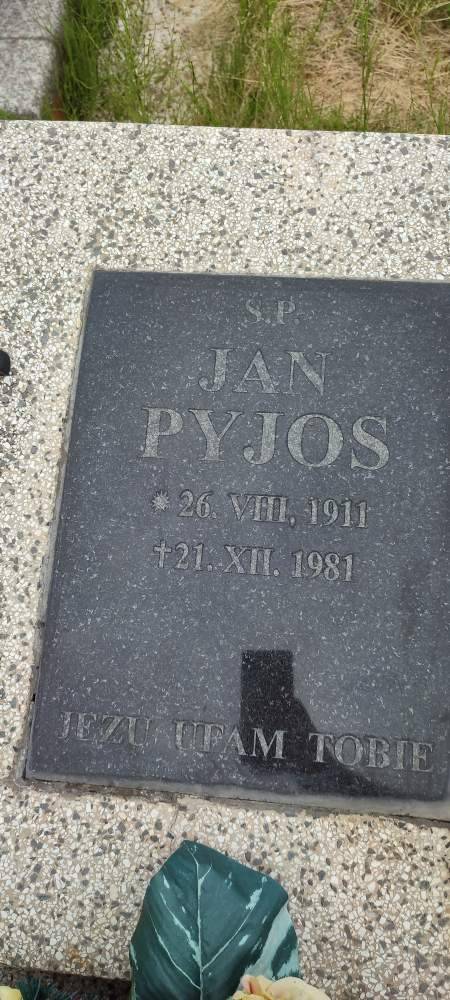 S.P.
JAN
PYJOS
* 26. VIII, 1911
†21. XII. 1981
JEZU UFAM TOBIE